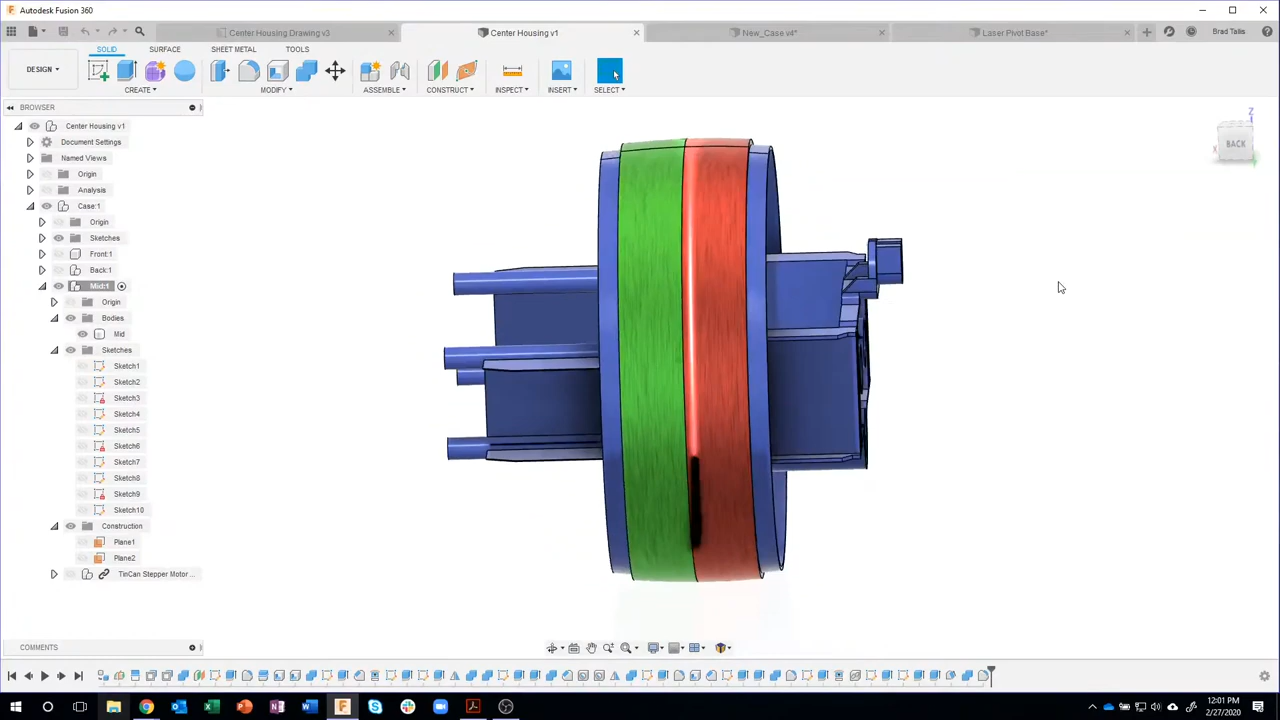 Autodesk Fusion 360
Center Housing Drawing v3
Center Housing v1
New_Case v4*
Laser Pivot Base*
Brad Tallis
SOLID
SURFACE
SHEET METAL
TOOLS
DESIGN
CREATE
MODIFY
ASSEMBLE
CONSTRUCT
INSPECT
INSERT
SELECT
BROWSER
Center Housing v1
Document Settings
Named Views
Origin
Analysis
Case:1
Origin
Sketches
Front:1
Back:1
Mid:1
Origin
Bodies
Mid
Sketches
Sketch1
Sketch2
Sketch3
Sketch4
Sketch5
Sketch6
Sketch7
Sketch8
Sketch9
Sketch10
Construction
Plane1
Plane2
TinCan Stepper Motor ...
Z
BACK
X
COMMENTS
12:01 PM
2/27/2020